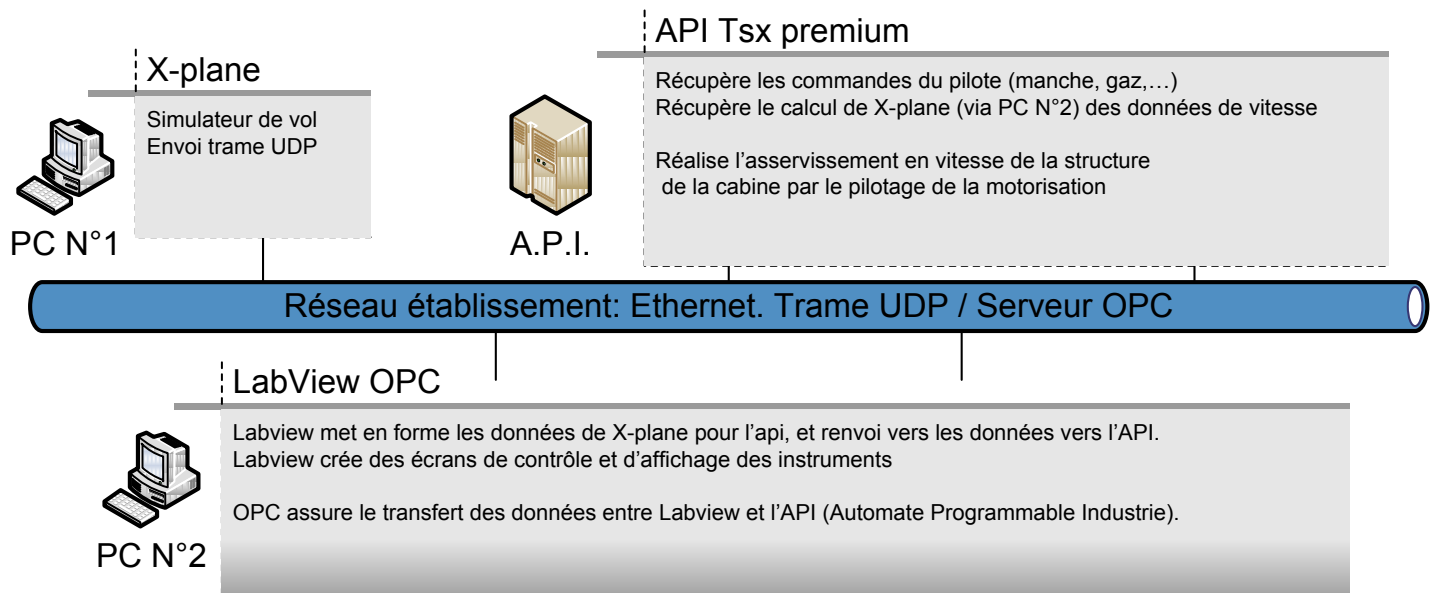 X-plane
Simulateur de vol
Envoi trame UDP
PC N°1
API Tsx premium
Récupère les commandes du pilote (manche, gaz,…)
Récupère le calcul de X-plane (via PC N°2) des données de vitesse
Réalise l’asservissement en vitesse de la structure
de la cabine par le pilotage de la motorisation
A.P.I.
Réseau établissement: Ethernet. Trame UDP / Serveur OPC
LabView OPC
Labview met en forme les données de X-plane pour l’api, et renvoi vers les données vers l’API.
Labview crée des écrans de contrôle et d’affichage des instruments
OPC assure le transfert des données entre Labview et l’API (Automate Programmable Industrie).
PC N°2